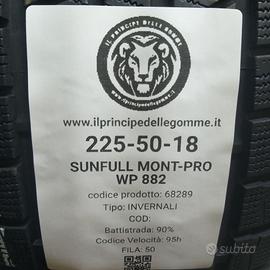 IL PRINCIPE DELLE GOMME
www.ilprincipedellegomme.it
225-50-18
SUNFULL MONT-PRO
WP 882
codice prodotto: 68289
Tipo: INVERNALI
COD:
Battistrada: 90%
Codice Velocità: 95h
FILA: 50
subito